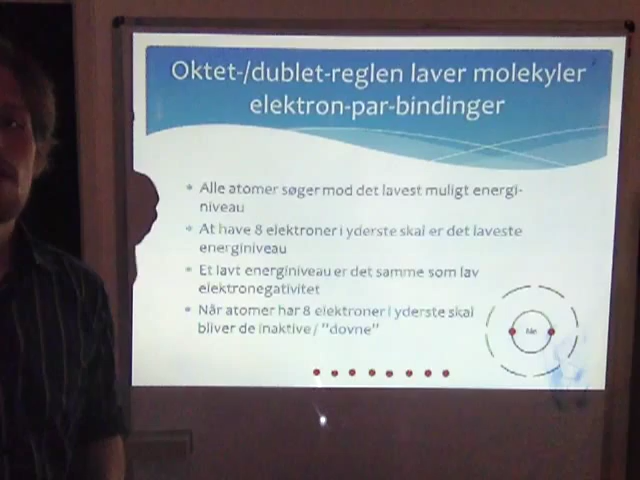 Oktet-/dublet-reglen laver molekyler
elektron-par-bindinger
Alle atomer søger mod det lavest muligt energi-
niveau
At have 8 elektroner i yderste skal er det laveste
energiniveau
Et lavt energiniveau er det samme som lav
elektronegativitet
Når atomer har 8 elektroner i yderste skal
bliver de inaktive / "dovne"